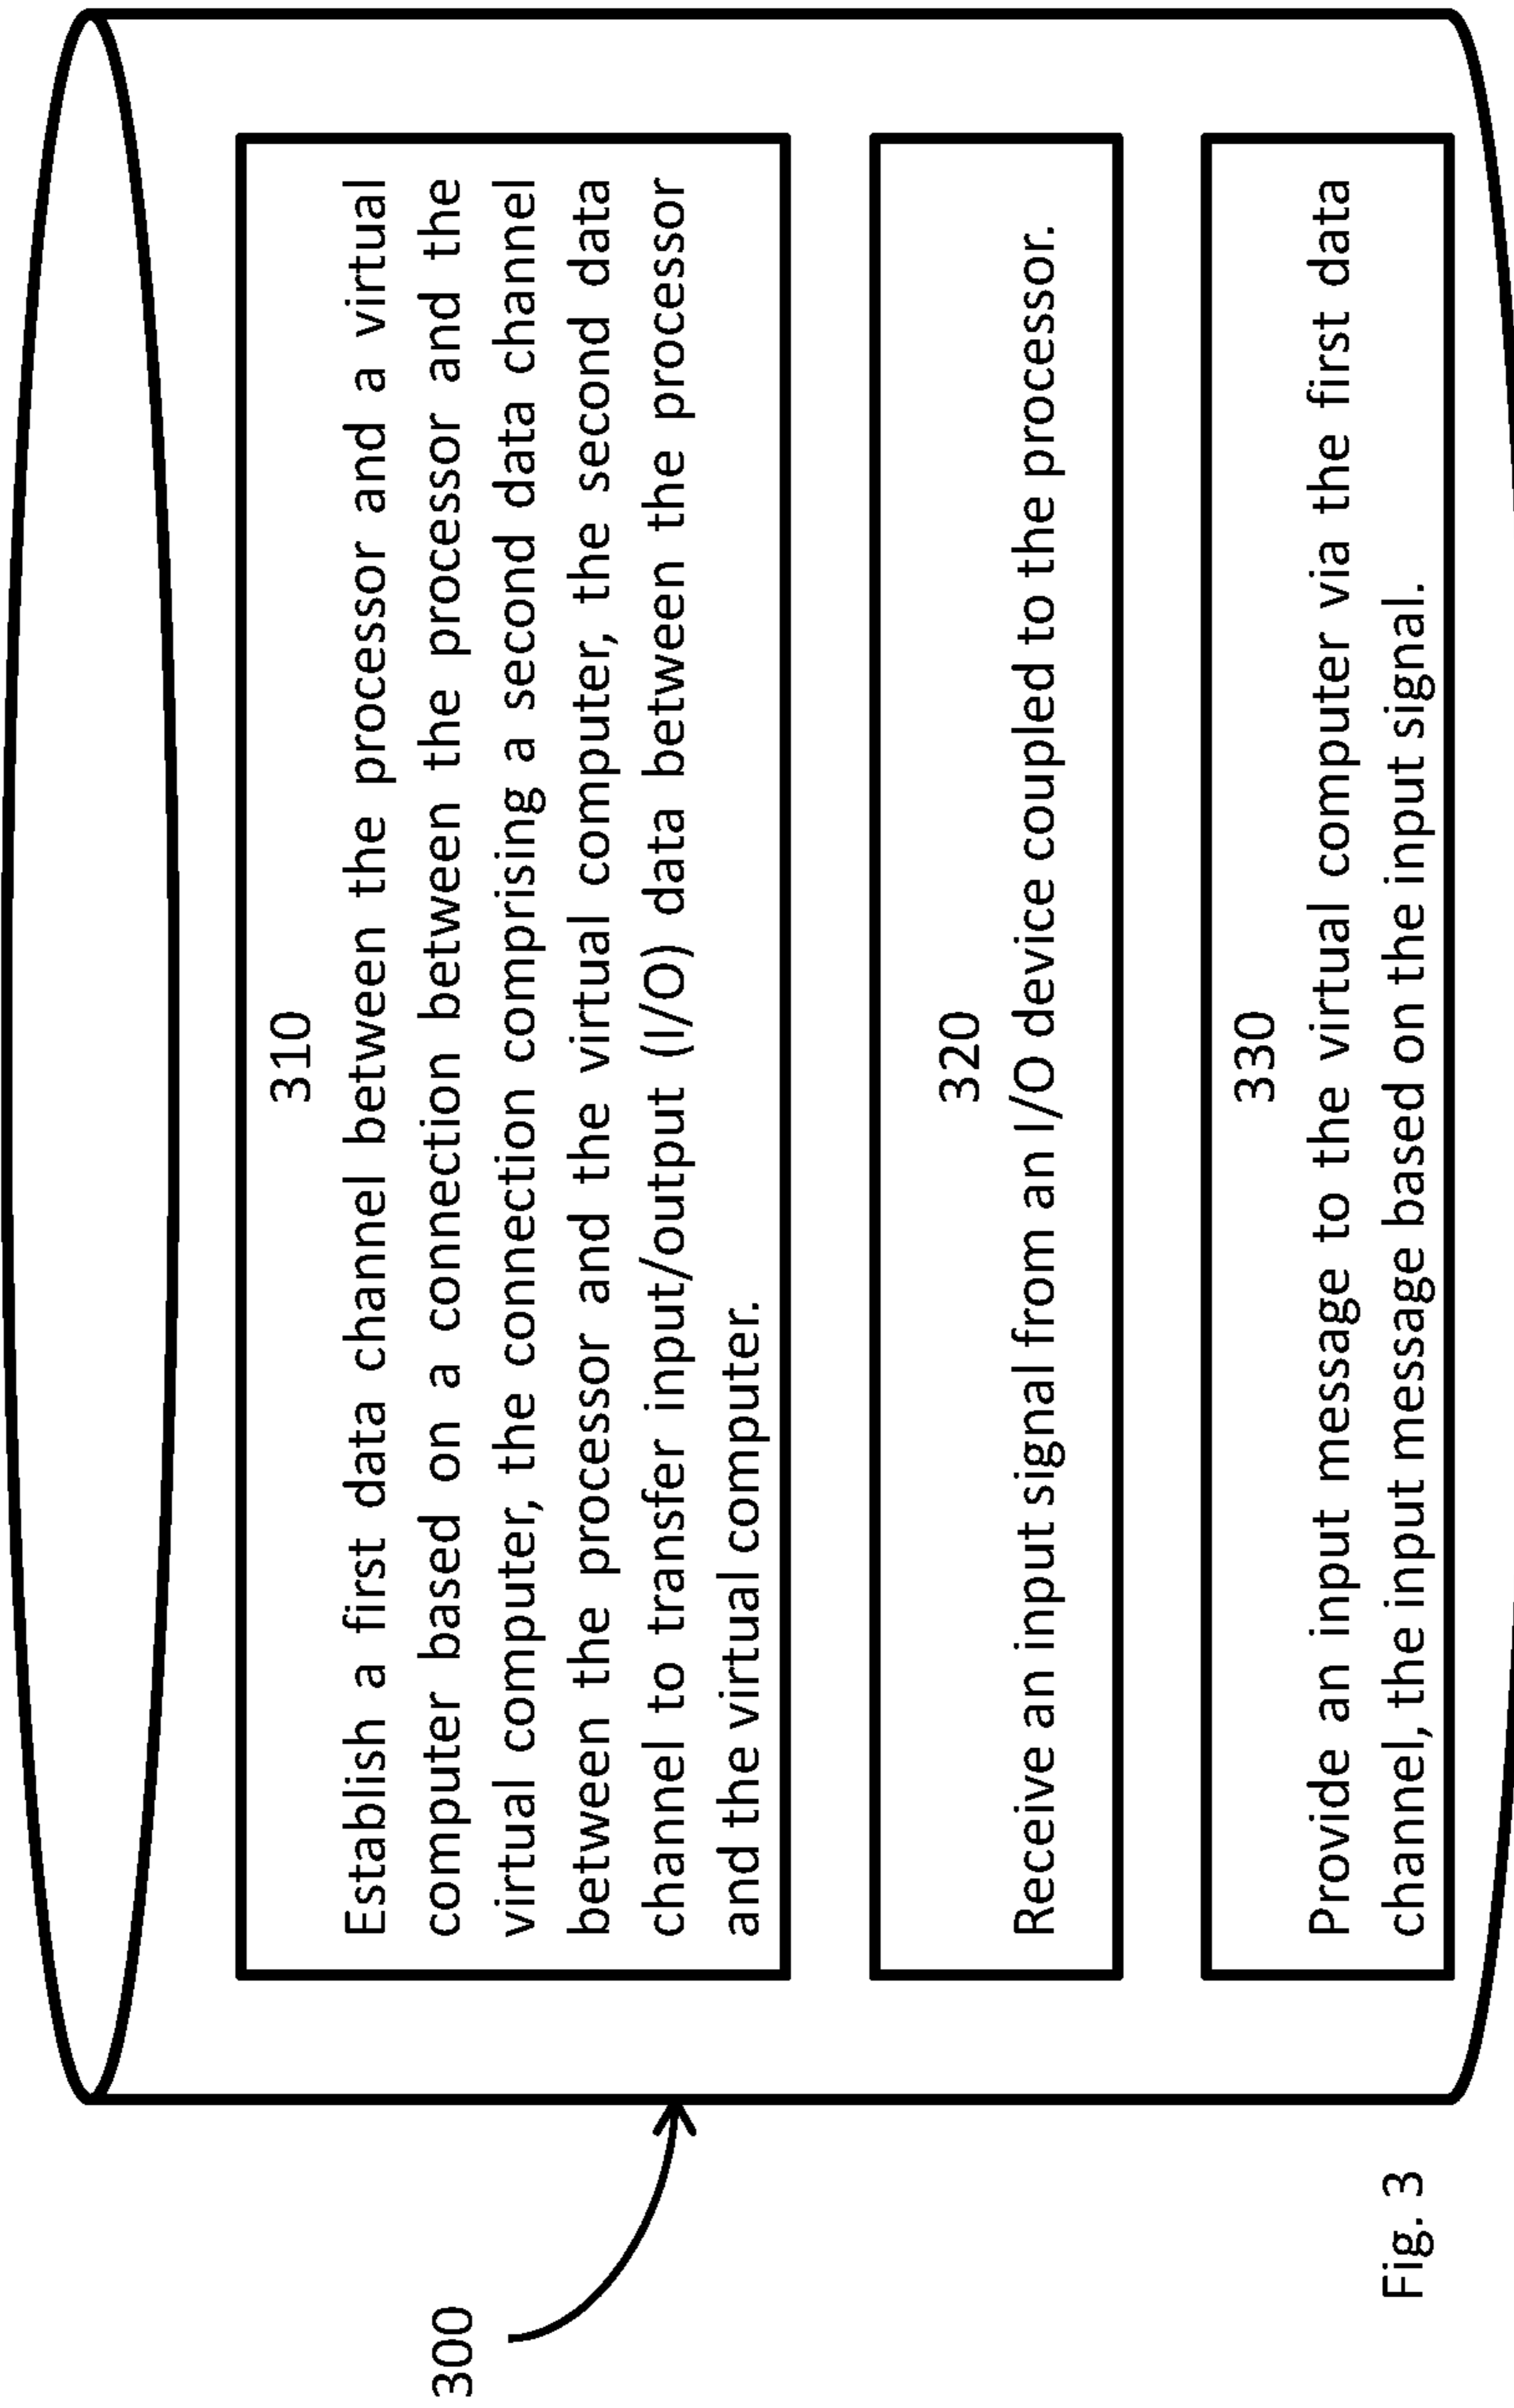 300
310
Establish a first data channel between the processor and a virtual
computer based on a connection between the processor and the
virtual computer, the connection comprising a second data channel
between the processor and the virtual computer, the second data
channel to transfer input/output (I/O) data between the processor
and the virtual computer.
320
Receive an input signal from an I/O device coupled to the processor.
330
Provide an input message to the virtual computer via the first data
channel, the input message based on the input signal.
Fig. 3